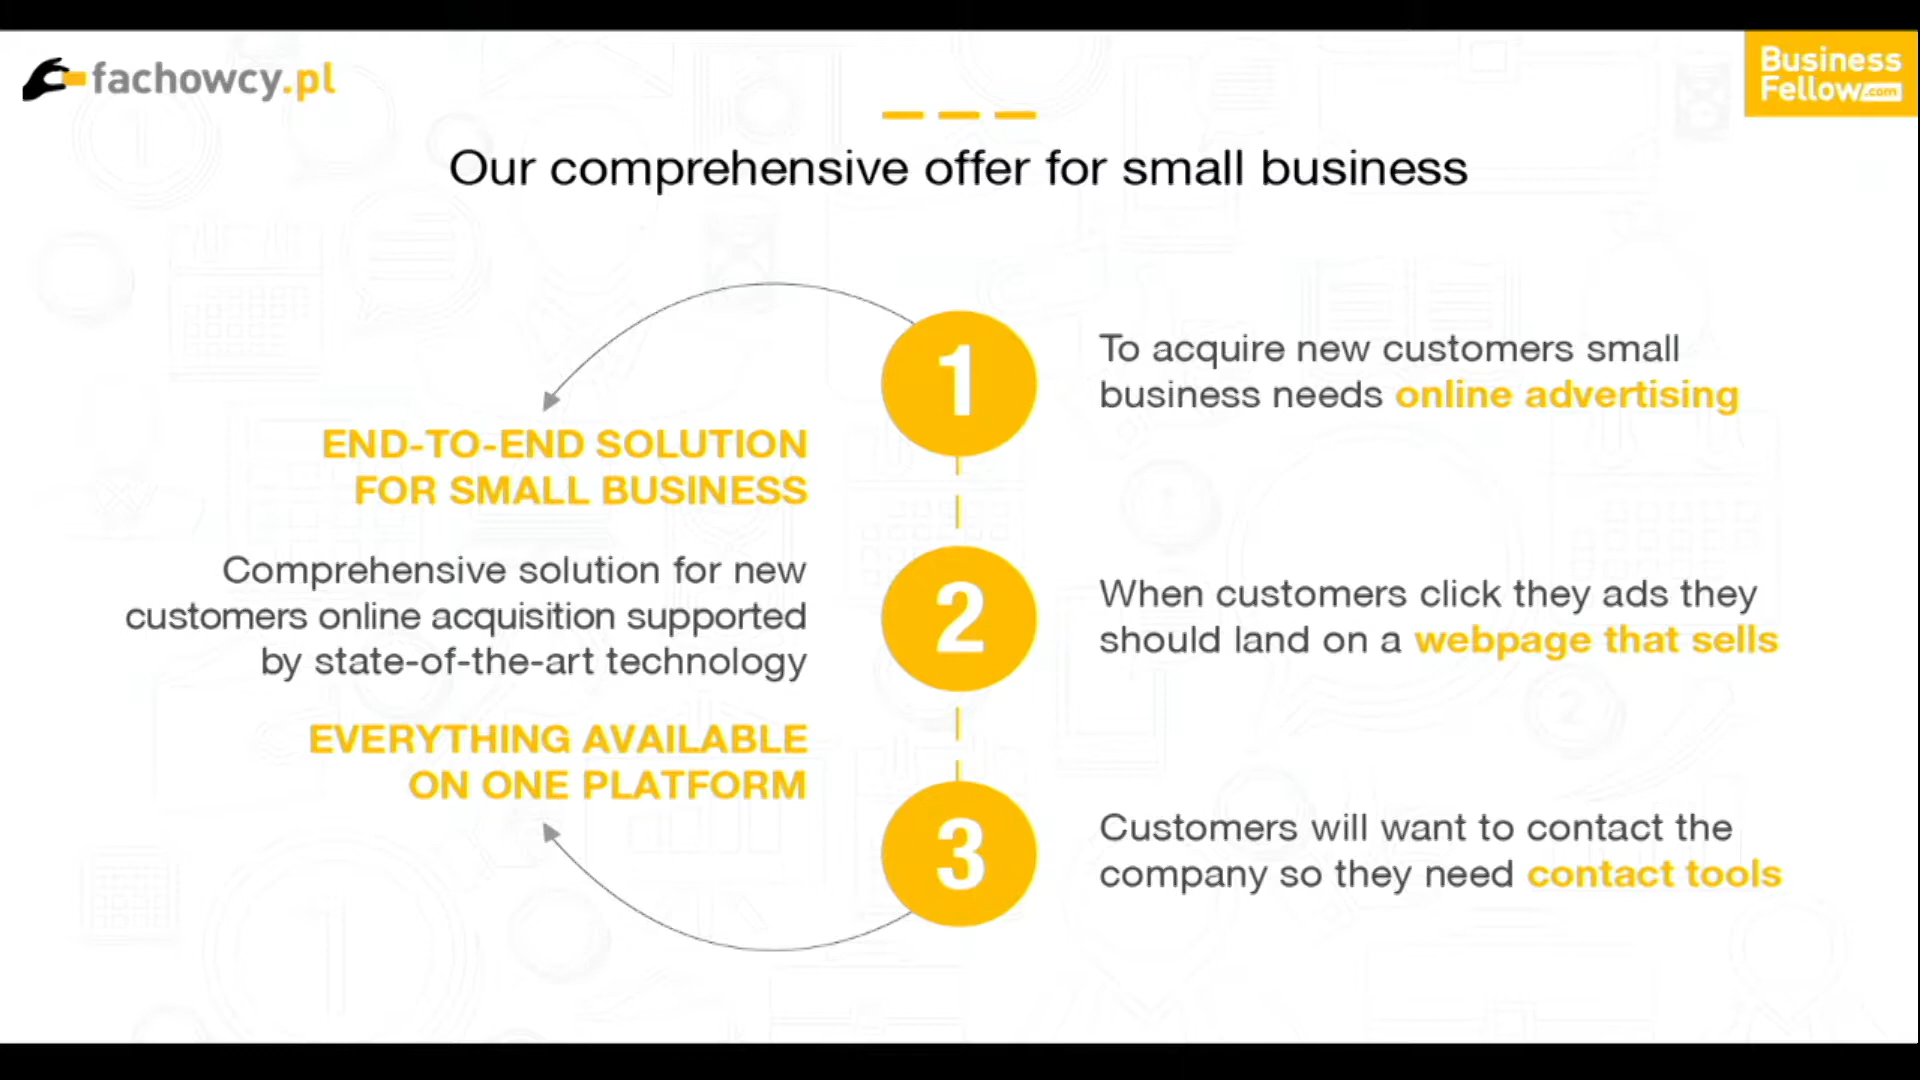 fachowcy.pl
Business
Fellow.com
Our comprehensive offer for small business
END-TO-END SOLUTION
FOR SMALL BUSINESS
Comprehensive solution for new
customers online acquisition supported
by state-of-the-art technology
EVERYTHING AVAILABLE
ON ONE PLATFORM
1
To acquire new customers small
business needs online advertising
2
When customers click they ads they
should land on a webpage that sells
3
Customers will want to contact the
company so they need contact tools